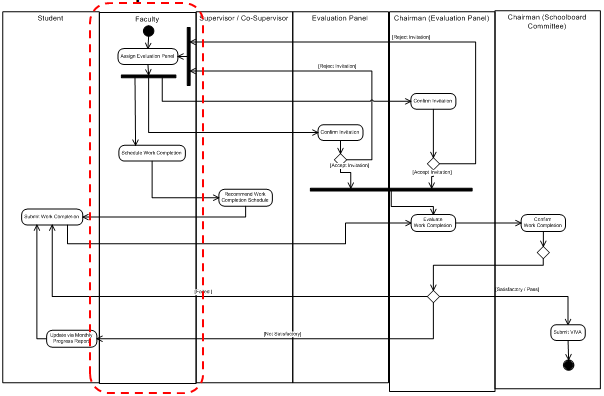 Student
Faculty
Supervisor / Co-Supervisor
Evaluation Panel
Chairman (Evaluation Panel)
Chairman (Schoolboard
Committee)
[Reject Invitation]
Assign Evaluation Panel
[Reject Invitation]
Confirm Invitation
Confirm Invitation
Schedule Work Completion
[Accept Invitation]
[Accept Invitation]
Recommend Work
Completion Schedule
Submit Work Completion
Evaluate
Work Completion
Confirm
Work Completion
[Satisfactory / Pass]
[Not Satisfactory]
Submit VIVA
Update via Monthly
Progress Report